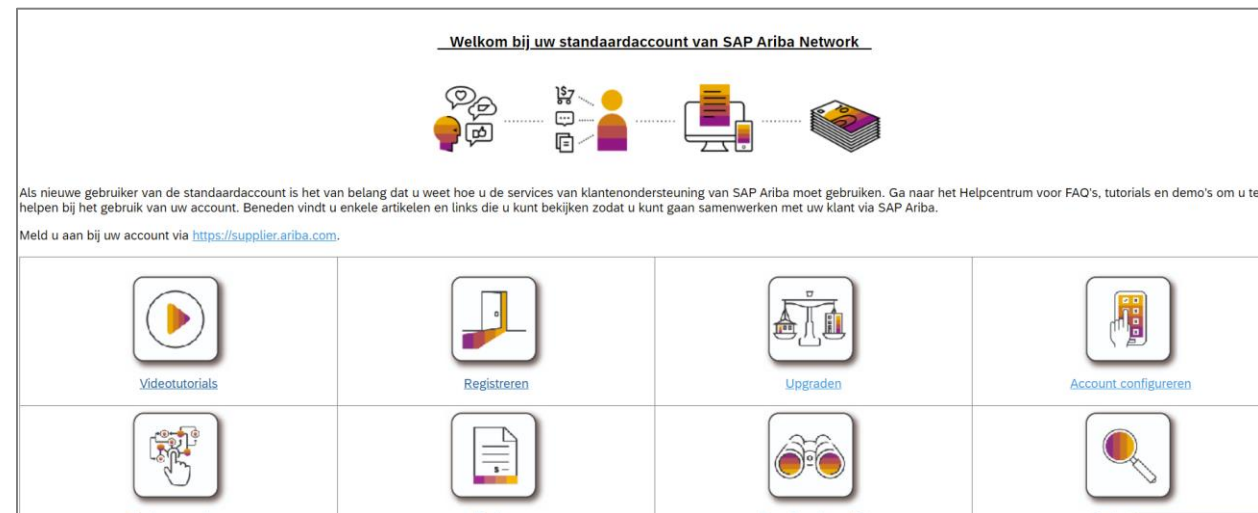 Welkom bij uw standaardaccount van SAP Ariba Network
Als nieuwe gebruiker van de standaardaccount is het van belang dat u weet hoe u de services van klantenondersteuning van SAP Ariba moet gebruiken. Ga naar het Helpcentrum voor FAQ's, tutorials en demo's om u te
helpen bij het gebruik van uw account. Beneden vindt u enkele artikelen en links die u kunt bekijken zodat u kunt gaan samenwerken met uw klant via SAP Ariba.
Meld u aan bij uw account via https://supplier.ariba.com.
Videotutorials
Registreren
Upgraden
Account configureren